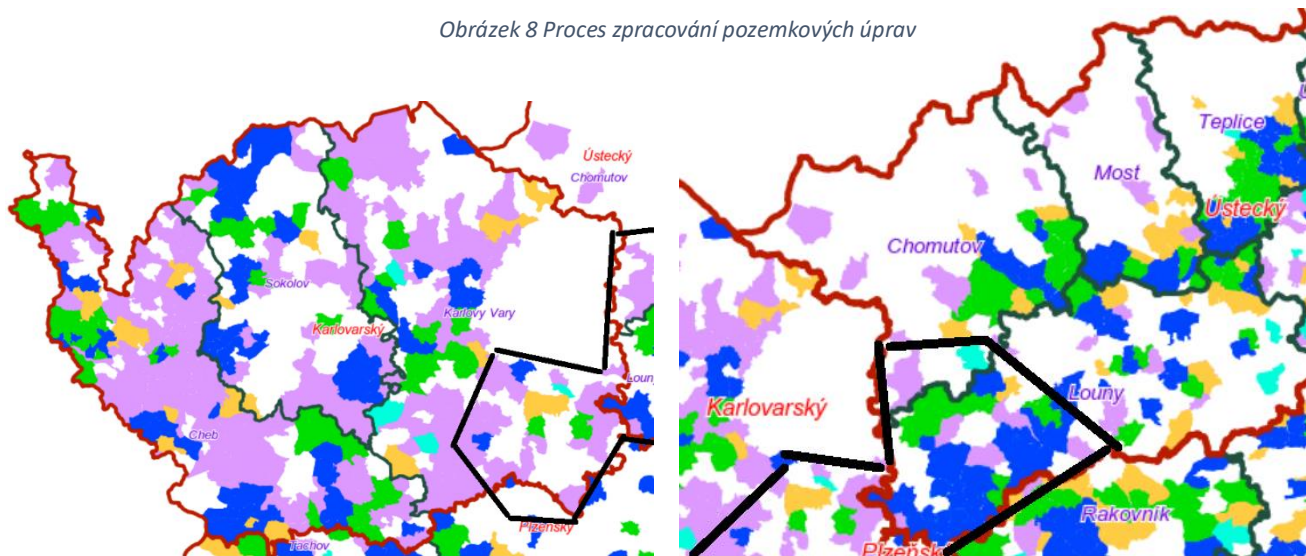 Obrázek 8 Proces zpracování pozemkových úprav
Ústecký
Chomutov
Sokolov
Karlovy Vary
Karlovarský
Cheb
Plzeňský
Tachov
Teplice
Most
Ústecký
Chomutov
Louny
Karlovarský
Rakovník